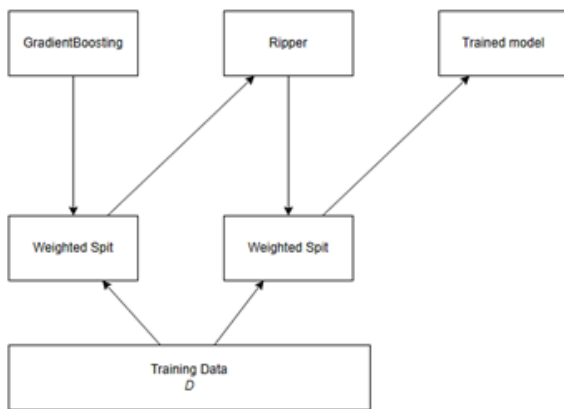 GradientBoosting
Ripper
Trained model
Weighted Spit
Weighted Spit
Training Data
D